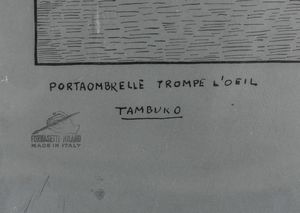 PORTAOMBRELLE TROMPE L'OEIL
TAMBURO
FORNASETTI-MILANO
MADE IN ITALY